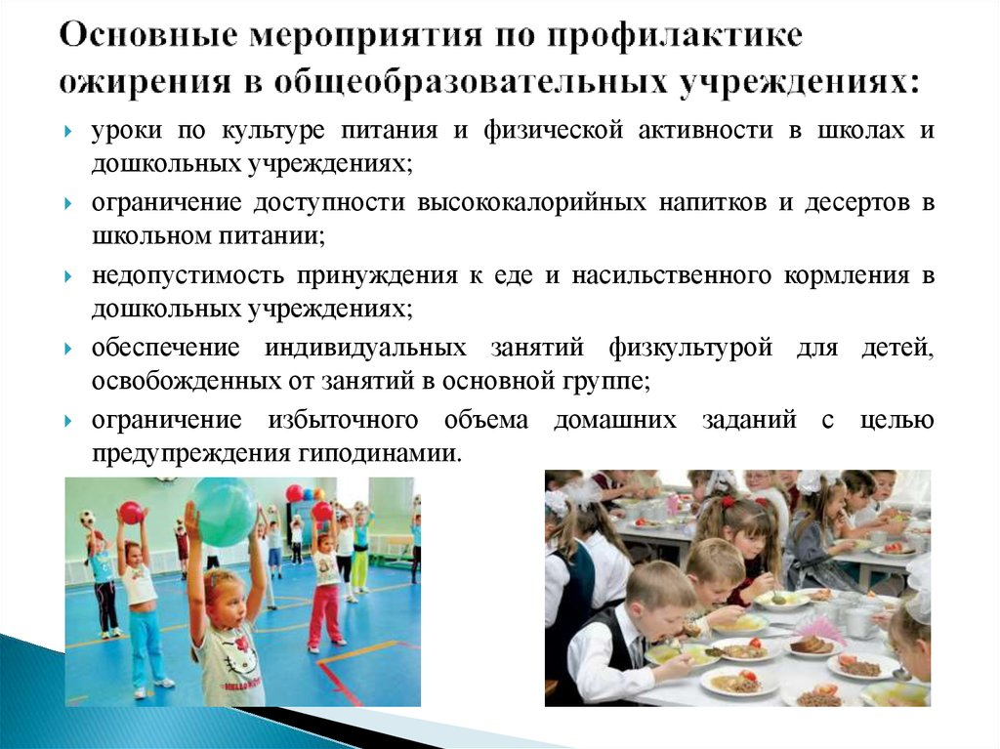 Основные мероприятия по профилактике
ожирения в общеобразовательных учреждениях:
уроки по культуре питания и физической активности в школах и
дошкольных учреждениях;
ограничение доступности высококалорийных напитков и десертов в
школьном питании;
недопустимость принуждения к еде и насильственного кормления в
дошкольных учреждениях;
обеспечение индивидуальных занятий физкультурой для детей,
освобожденных от занятий в основной группе;
ограничение избыточного объема домашних заданий с целью
предупреждения гиподинамии.
HELLO